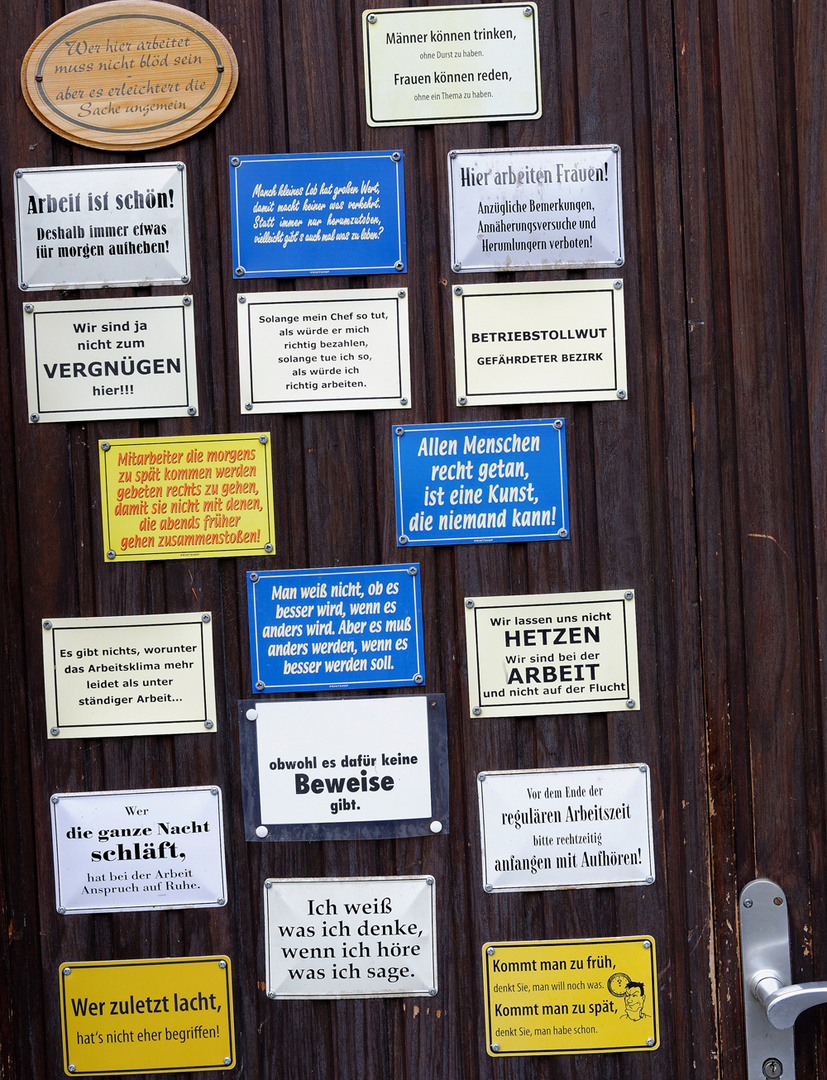 Wer hier arbeitet
muss nicht blöd sein
-
aber es erleichtert die
Sache ungemein
Männer können trinken,
ohne Durst zu haben.
Frauen können reden,
ohne ein Thema zu haben.
Arbeit ist schön!
Deshalb immer etwas
für morgen aufheben!
Manch kleines Lob hat großen Wert,
damit macht keiner was verkehrt.
Statt immer nur herumzutoben,
vielleicht gibt's auch mal was zu loben?
Hier arbeiten Frauen!
Anzügliche Bemerkungen,
Annäherungsversuche und
Herumlungern verboten!
Wir sind ja
nicht zum
VERGNÜGEN
hier!!!
Solange mein Chef so tut,
als würde er mich
richtig bezahlen,
solange tue ich so,
als würde ich
richtig arbeiten.
BETRIEBSTOLLWUT
GEFÄHRDETER BEZIRK
Mitarbeiter die morgens
zu spät kommen werden
gebeten rechts zu gehen,
damit sie nicht mit denen,
die abends früher
gehen zusammenstoßen!
Allen Menschen
recht getan,
ist eine Kunst,
die niemand kann!
Es gibt nichts, worunter
das Arbeitsklima mehr
leidet als unter
ständiger Arbeit...
Man weiß nicht, ob es
besser wird, wenn es
anders wird. Aber es muß
anders werden, wenn es
besser werden soll.
Wir lassen uns nicht
HETZEN
Wir sind bei der
ARBEIT
und nicht auf der Flucht
obwohl es dafür keine
Beweise
gibt.
Wer
die ganze Nacht
schläft,
hat bei der Arbeit
Anspruch auf Ruhe.
Vor dem Ende der
regulären Arbeitszeit
bitte rechtzeitig
anfangen mit Aufhören!
Ich weiß
was ich denke,
wenn ich höre
was ich sage.
Wer zuletzt lacht,
hat's nicht eher begriffen!
Kommt man zu früh,
denkt Sie, man will noch was.
Kommt man zu spät,
denkt Sie, man habe schon.